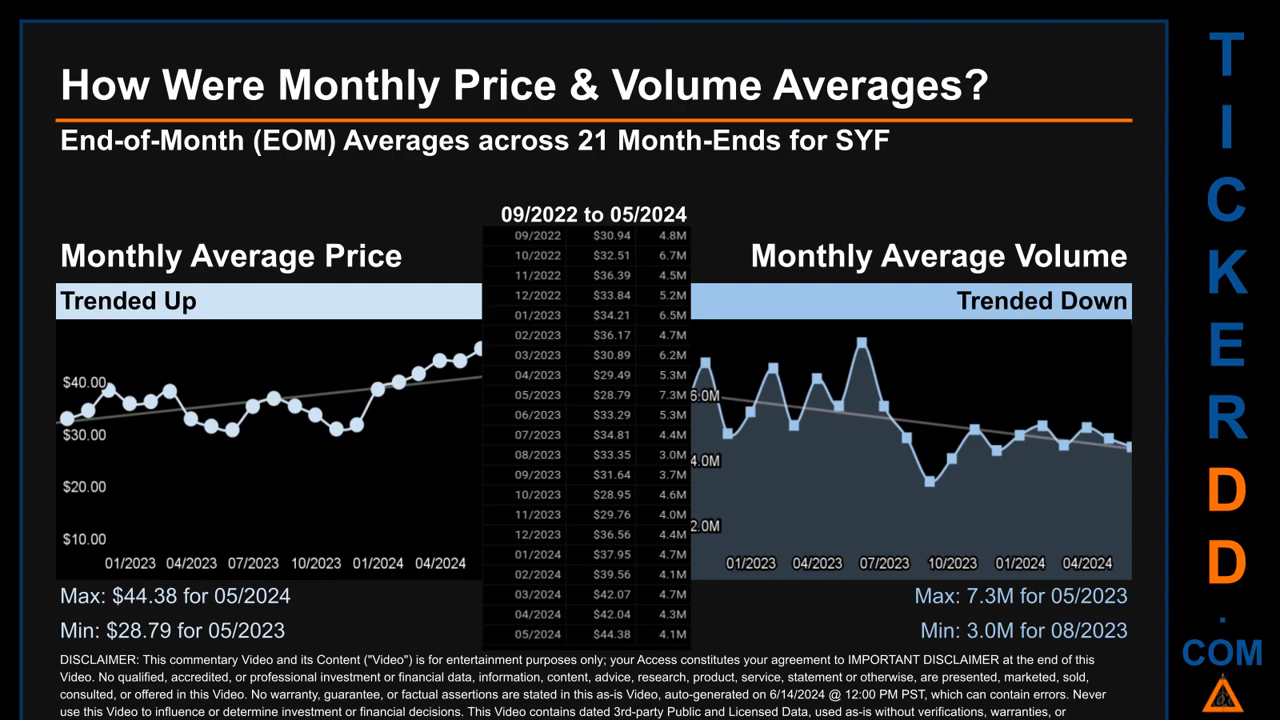 How Were Monthly Price & Volume Averages?
End-of-Month (EOM) Averages across 21 Month-Ends for SYF
09/2022 to 05/2024
Monthly Average Price
Trended Up
$40.00
$30.00
$20.00
$10.00
01/2023 04/2023 07/2023 10/2023 01/2024 04/2024
Max: $44.38 for 05/2024
Min: $28.79 for 05/2023
09/2022 $30.94 4.8M
10/2022 $32.51 6.7M
11/2022 $36.39 4.5M
12/2022 $33.84 5.2M
01/2023 $34.21 6.5M
02/2023 $36.17 4.7M
03/2023 $30.89 6.2M
04/2023 $29.49 5.3M
05/2023 $28.79 7.3M
06/2023 $33.29 5.3M
07/2023 $34.81 4.4M
08/2023 $33.35 3.0M
09/2023 $31.64 3.7M
10/2023 $28.95 4.6M
11/2023 $29.76 4.0M
12/2023 $36.56 4.4M
01/2024 $37.95 4.7M
02/2024 $39.56 4.1M
03/2024 $42.07 4.7M
04/2024 $42.04 4.3M
05/2024 $44.38 4.1M
Monthly Average Volume
Trended Down
6.0M
4.0M
2.0M
01/2023 04/2023 07/2023 10/2023 01/2024 04/2024
Max: 7.3M for 05/2023
Min: 3.0M for 08/2023
DISCLAIMER: This commentary Video and its Content ("Video") is for entertainment purposes only; your Access constitutes your agreement to IMPORTANT DISCLAIMER at the end of this
Video. No qualified, accredited, or professional investment or financial data, information, content, advice, research, product, service, statement or otherwise, are presented, marketed, sold,
consulted, or offered in this Video. No warranty, guarantee, or factual assertions are stated in this as-is Video, auto-generated on 6/14/2024 @ 12:00 PM PST, which can contain errors. Never
use this Video to influence or determine investment or financial decisions. This Video contains dated 3rd-party Public and Licensed Data, used as-is without verifications, warranties, or
T
I
C
K
E
R
D
D
.
COM